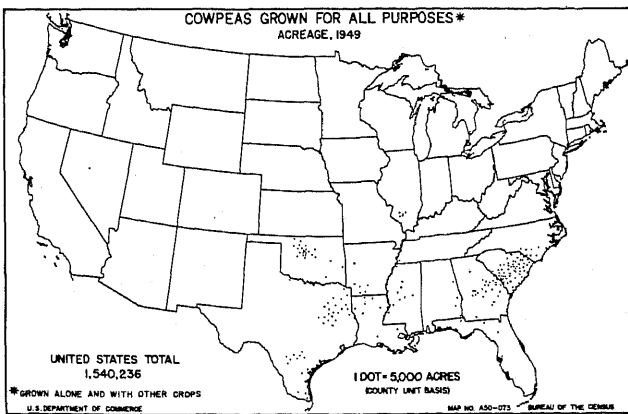 COWPEAS GROWN FOR ALL PURPOSES*
ACREAGE, 1949
UNITED STATES TOTAL
1,540,236
*GROWN ALONE AND WITH OTHER CROPS
U.S. DEPARTMENT OF COMMERCE
1 DOT = 5,000 ACRES
(COUNTY UNIT BASIS)
MAP NO. A50-073 BUREAU OF THE CENSUS